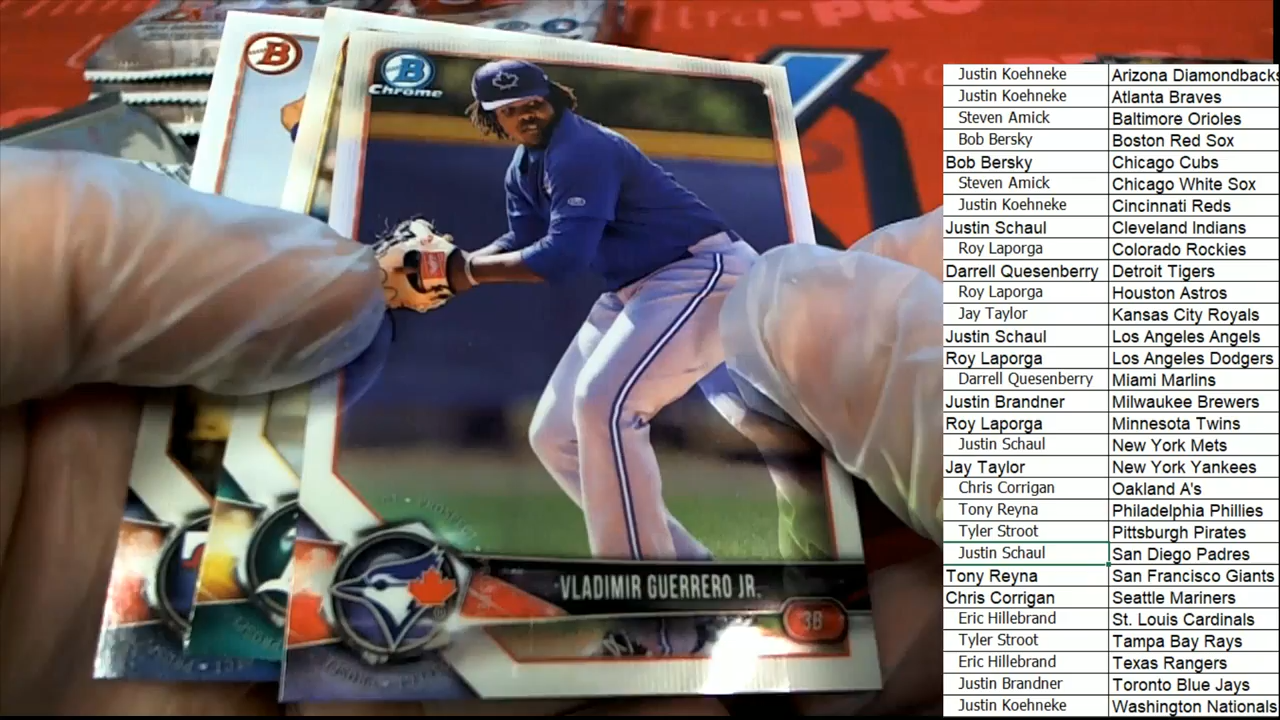 B
B
Chrome
VLADIMIR GUERRERO JR.
3B
Justin Koehneke Arizona Diamondbacks
Justin Koehneke Atlanta Braves
Steven Amick Baltimore Orioles
Bob Bersky Boston Red Sox
Bob Bersky Chicago Cubs
Steven Amick Chicago White Sox
Justin Koehneke Cincinnati Reds
Justin Schaul Cleveland Indians
Roy Laporga Colorado Rockies
Darrell Quesenberry Detroit Tigers
Roy Laporga Houston Astros
Jay Taylor Kansas City Royals
Justin Schaul Los Angeles Angels
Roy Laporga Los Angeles Dodgers
Darrell Quesenberry Miami Marlins
Justin Brandner Milwaukee Brewers
Roy Laporga Minnesota Twins
Justin Schaul New York Mets
Jay Taylor New York Yankees
Chris Corrigan Oakland A's
Tony Reyna Philadelphia Phillies
Tyler Stroot Pittsburgh Pirates
Justin Schaul San Diego Padres
Tony Reyna San Francisco Giants
Chris Corrigan Seattle Mariners
Eric Hillebrand St. Louis Cardinals
Tyler Stroot Tampa Bay Rays
Eric Hillebrand Texas Rangers
Justin Brandner Toronto Blue Jays
Justin Koehneke Washington Nationals